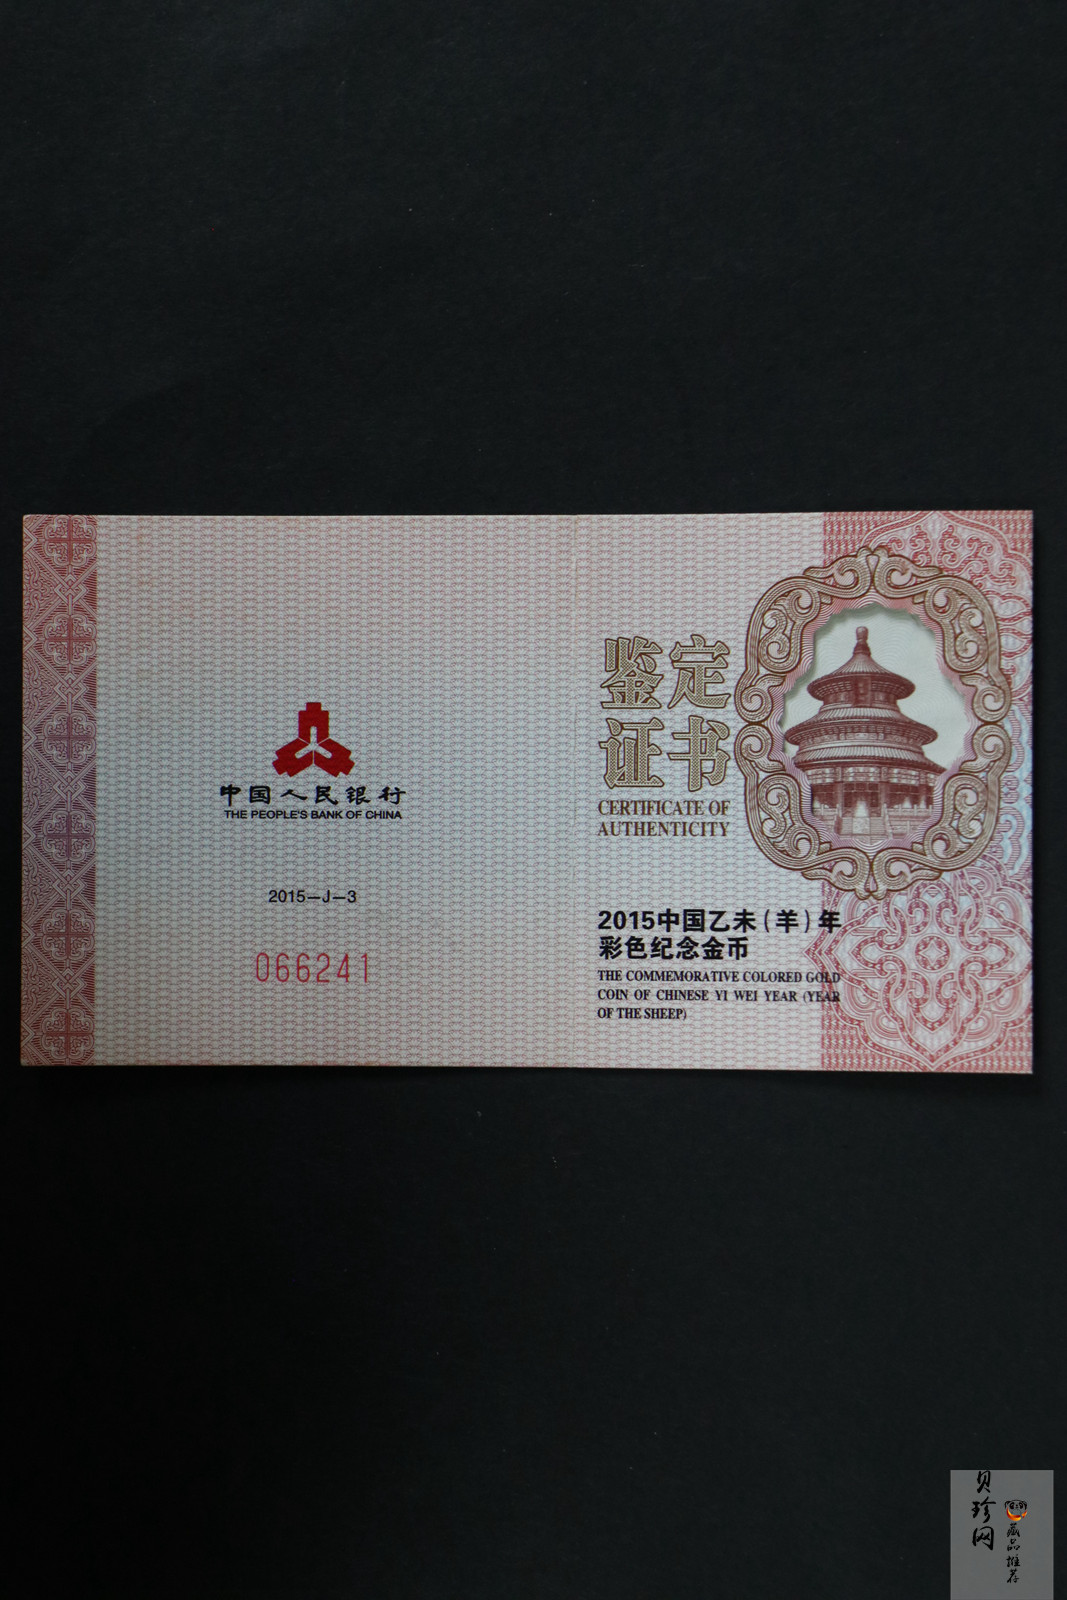 中国人民银行
THE PEOPLE'S BANK OF CHINA
2015—J—3
066241
鉴定
证书
CERTIFICATE OF
AUTHENTICITY
2015中国乙未(羊)年
彩色纪念金币
THE COMMEMORATIVE COLORED GOLD
COIN OF CHINESE YI WEI YEAR (YEAR
OF THE SHEEP)
贝珍网
藏品推荐